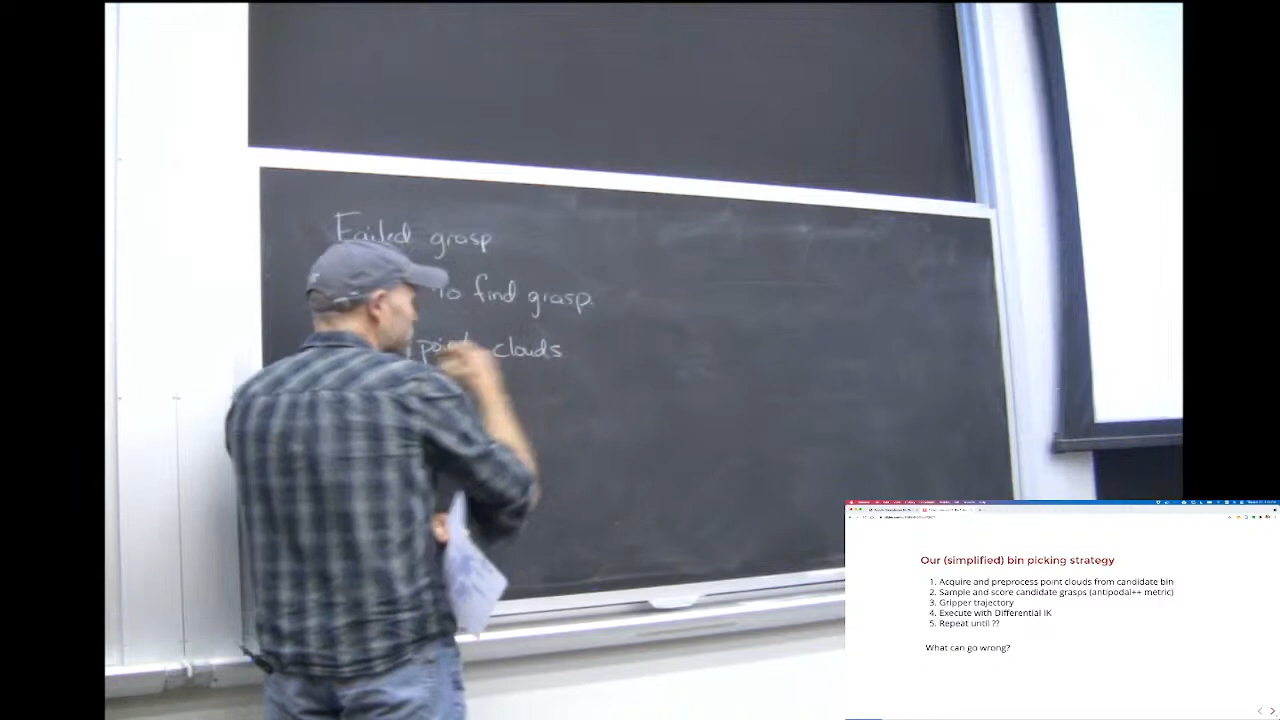 Failed grasp
to find grasp.
point clouds
Our (simplified) bin picking strategy
1. Acquire and preprocess point clouds from candidate bin
2. Sample and score candidate grasps (antipodal++ metric)
3. Gripper trajectory
4. Execute with Differential IK
5. Repeat until ??
What can go wrong?